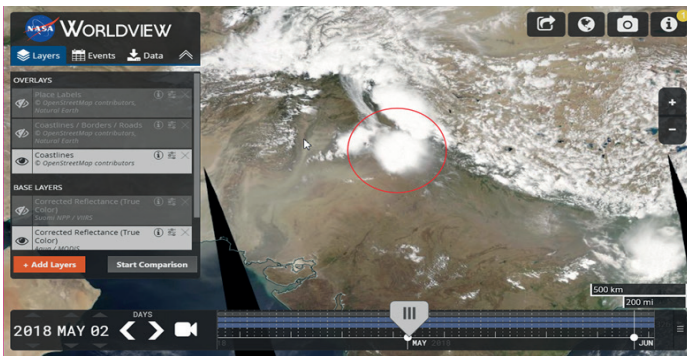 NASA WORLDVIEW
Layers Events Data
OVERLAYS
Place Labels
© OpenStreetMap contributors,
Natural Earth
Coastlines / Borders / Roads
© OpenStreetMap contributors,
Natural Earth
Coastlines
© OpenStreetMap contributors
BASE LAYERS
Corrected Reflectance (True
Color)
Suomi NPP / VIIRS
Corrected Reflectance (True
Color)
Aqua / MODIS
+ Add Layers Start Comparison
1
+
−
500 km
200 mi
DAYS
2018 MAY 02
MAY
JUN